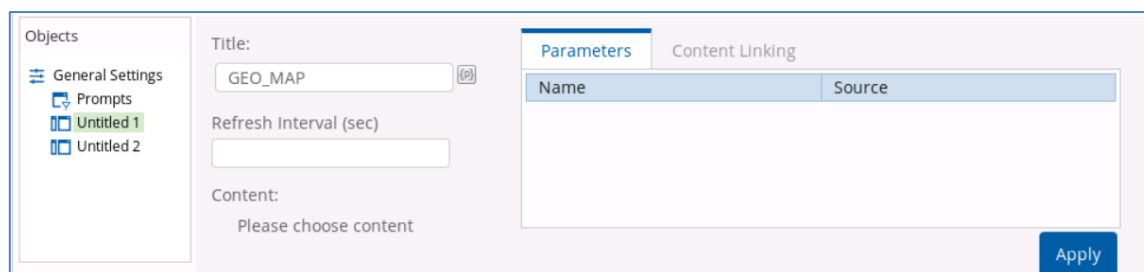 Objects
General Settings
Prompts
Untitled 1
Untitled 2
Title:
GEO_MAP
Refresh Interval (sec)
Content:
Please choose content
Parameters Content Linking
Name Source
Apply